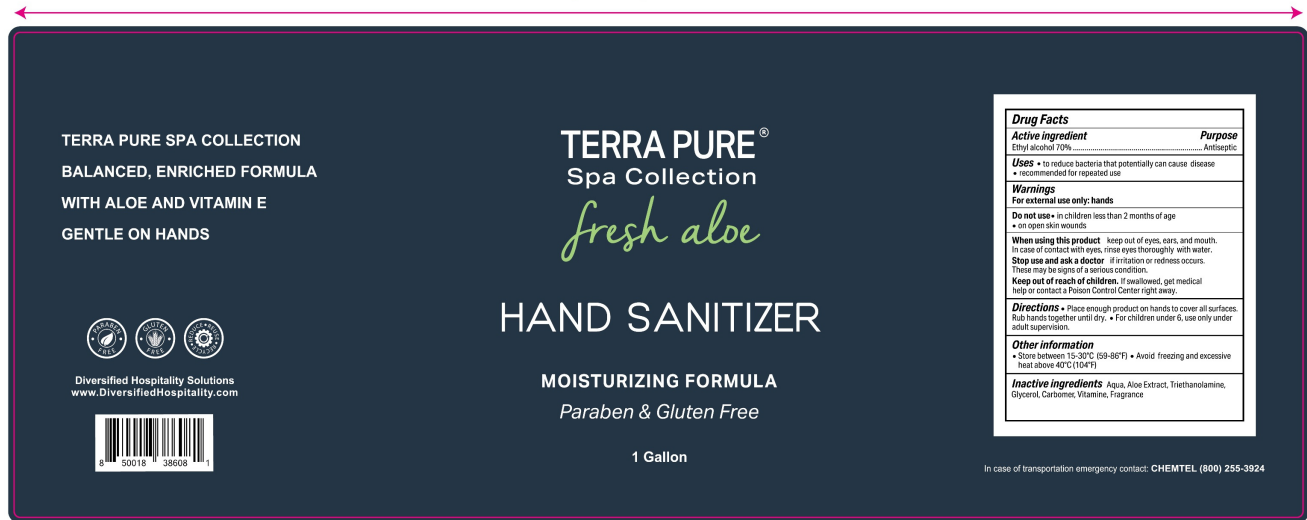 TERRA PURE SPA COLLECTION
BALANCED, ENRICHED FORMULA
WITH ALOE AND VITAMIN E
GENTLE ON HANDS
PARABEN FREE
GLUTEN FREE
REDUCE • REUSE • RECYCLE •
Diversified Hospitality Solutions
www.DiversifiedHospitality.com
8 50018 38608 1
TERRA PURE®
Spa Collection
fresh aloe
HAND SANITIZER
MOISTURIZING FORMULA
Paraben & Gluten Free
1 Gallon
Drug Facts
Active ingredient Purpose
Ethyl alcohol 70% ........ Antiseptic
Uses • to reduce bacteria that potentially can cause disease
• recommended for repeated use
Warnings
For external use only: hands
Do not use • in children less than 2 months of age
• on open skin wounds
When using this product keep out of eyes, ears, and mouth.
In case of contact with eyes, rinse eyes thoroughly with water.
Stop use and ask a doctor if irritation or redness occurs.
These may be signs of a serious condition.
Keep out of reach of children. If swallowed, get medical
help or contact a Poison Control Center right away.
Directions • Place enough product on hands to cover all surfaces.
Rub hands together until dry. • For children under 6, use only under
adult supervision.
Other information
• Store between 15-30°C (59-86°F) • Avoid freezing and excessive
heat above 40°C (104°F)
Inactive ingredients Aqua, Aloe Extract, Triethanolamine,
Glycerol, Carbomer, Vitamine, Fragrance
In case of transportation emergency contact: CHEMTEL (800) 255-3924